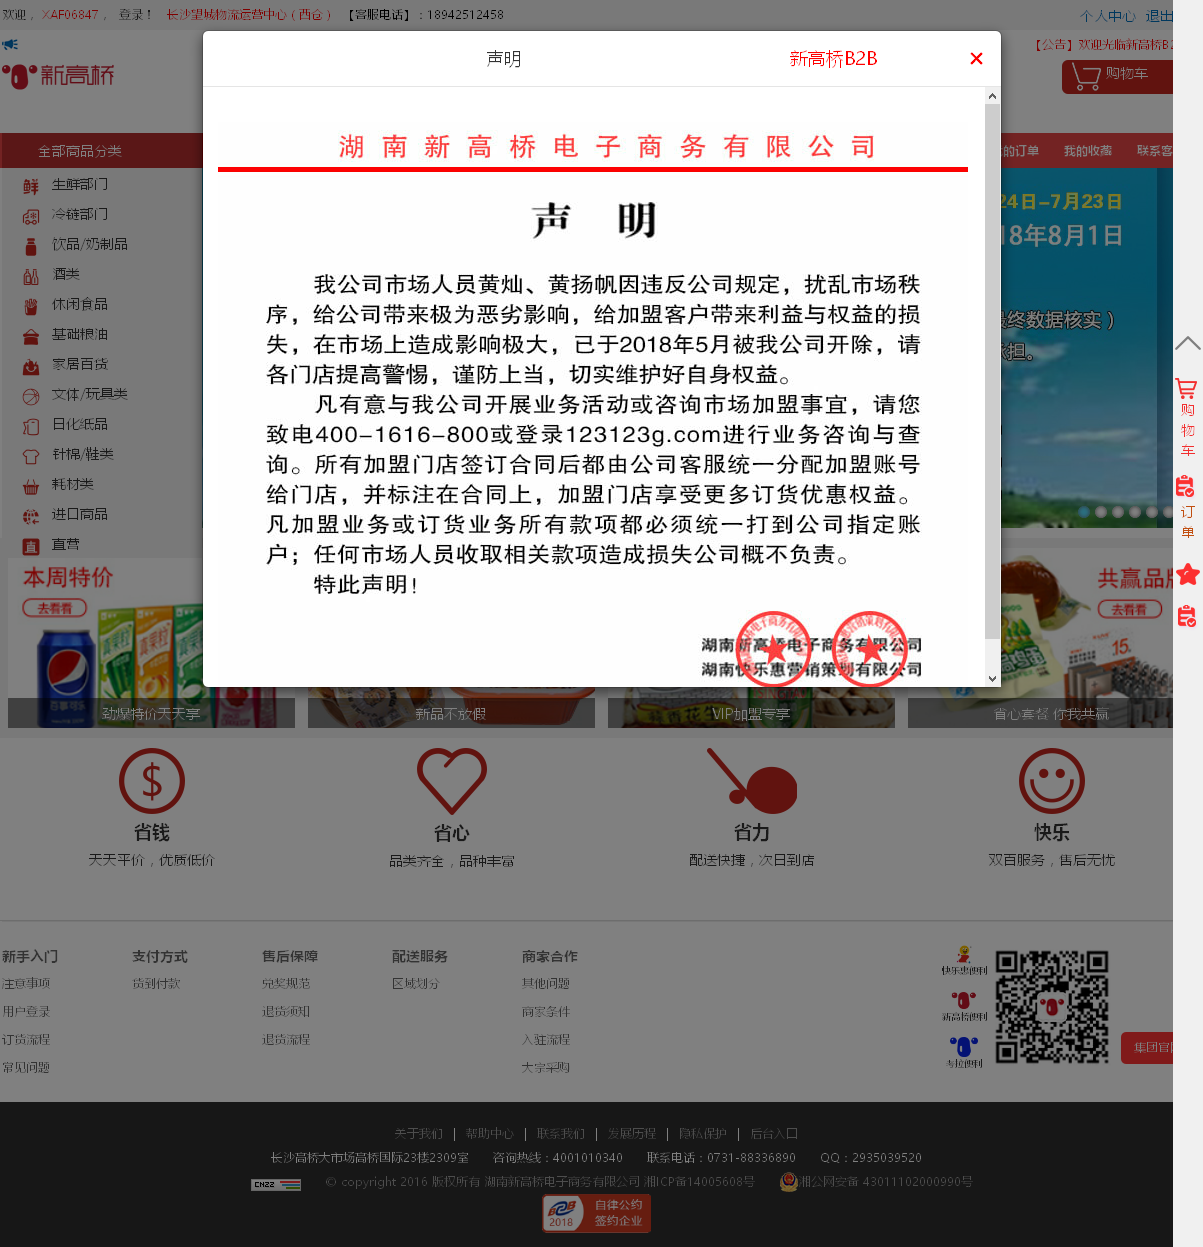 欢迎， XAF06847 ， 登录！ 长沙望城物流运营中心（西仓） 【客服电话】：18942512458
个人中心 退出
【公告】欢迎光临新高桥B2
新高桥
购物车
声明
新高桥B2B
×
全部商品分类
的订单 我的收藏 联系客
生鲜部门
冷链部门
饮品/奶制品
酒类
休闲食品
基础粮油
家居百货
文体/玩具类
日化纸品
针棉/鞋类
耗材类
进口商品
直营
湖南新高桥电子商务有限公司
声 明
我公司市场人员黄灿、黄扬帆因违反公司规定，扰乱市场秩
序，给公司带来极为恶劣影响，给加盟客户带来利益与权益的损
失，在市场上造成影响极大，已于2018年5月被我公司开除，请
各门店提高警惕，谨防上当，切实维护好自身权益。
凡有意与我公司开展业务活动或咨询市场加盟事宜，请您
致电400-1616-800或登录123123g.com进行业务咨询与查
询。所有加盟门店签订合同后都由公司客服统一分配加盟账号
给门店，并标注在合同上，加盟门店享受更多订货优惠权益。
凡加盟业务或订货业务所有款项都必须统一打到公司指定账
户；任何市场人员收取相关款项造成损失公司概不负责。
特此声明！
湖南新高桥电子商务有限公司
湖南快乐惠营销策划有限公司
24日-7月23日
18年8月1日
最终数据核实）
承担。
购物车
订单
本周特价
去看看
百事可乐
劲爆特价天天享
新品不放假
VIP加盟专享
共赢品牌
去看看
15.
省心套餐 你我共赢
省钱
天天平价，优质低价
省心
品类齐全，品种丰富
省力
配送快捷，次日到店
快乐
双百服务，售后无忧
新手入门 支付方式 售后保障 配送服务 商家合作
注意事项 货到付款 兑奖规范 区域划分 其他问题
用户登录 退货须知 商家条件
订货流程 退货流程 入驻流程
常见问题 大宗采购
快乐惠便利
新高桥便利
考拉便利
集团官网
关于我们 | 帮助中心 | 联系我们 | 发展历程 | 隐私保护 | 后台入口
长沙高桥大市场高桥国际23楼2309室 咨询热线：4001010340 联系电话：0731-88336890 QQ：2935039520
CNZZ © copyright 2016 版权所有 湖南新高桥电子商务有限公司 湘ICP备14005608号 湘公网安备 43011102000990号
2018 自律公约
签约企业